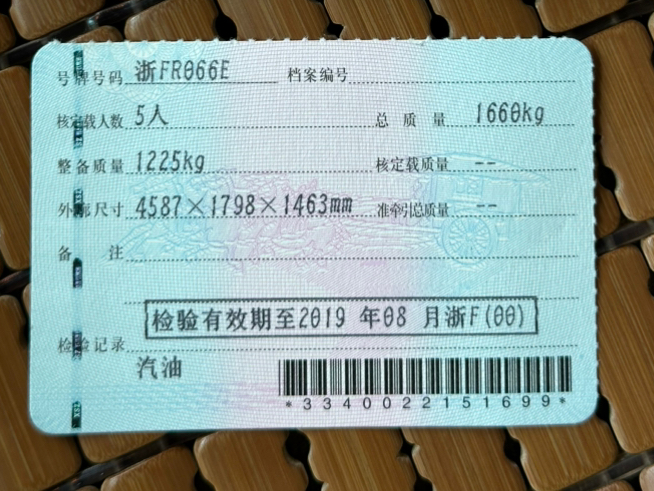 号牌号码 浙FR066E 档案编号
核定载人数 5人 总质量 1660kg
整备质量 1225kg 核定载质量 --
外廓尺寸 4587×1798×1463mm 准牵引总质量 --
备注
检验有效期至2019 年08 月浙F(00)
检验记录
汽油
*3340022151699*